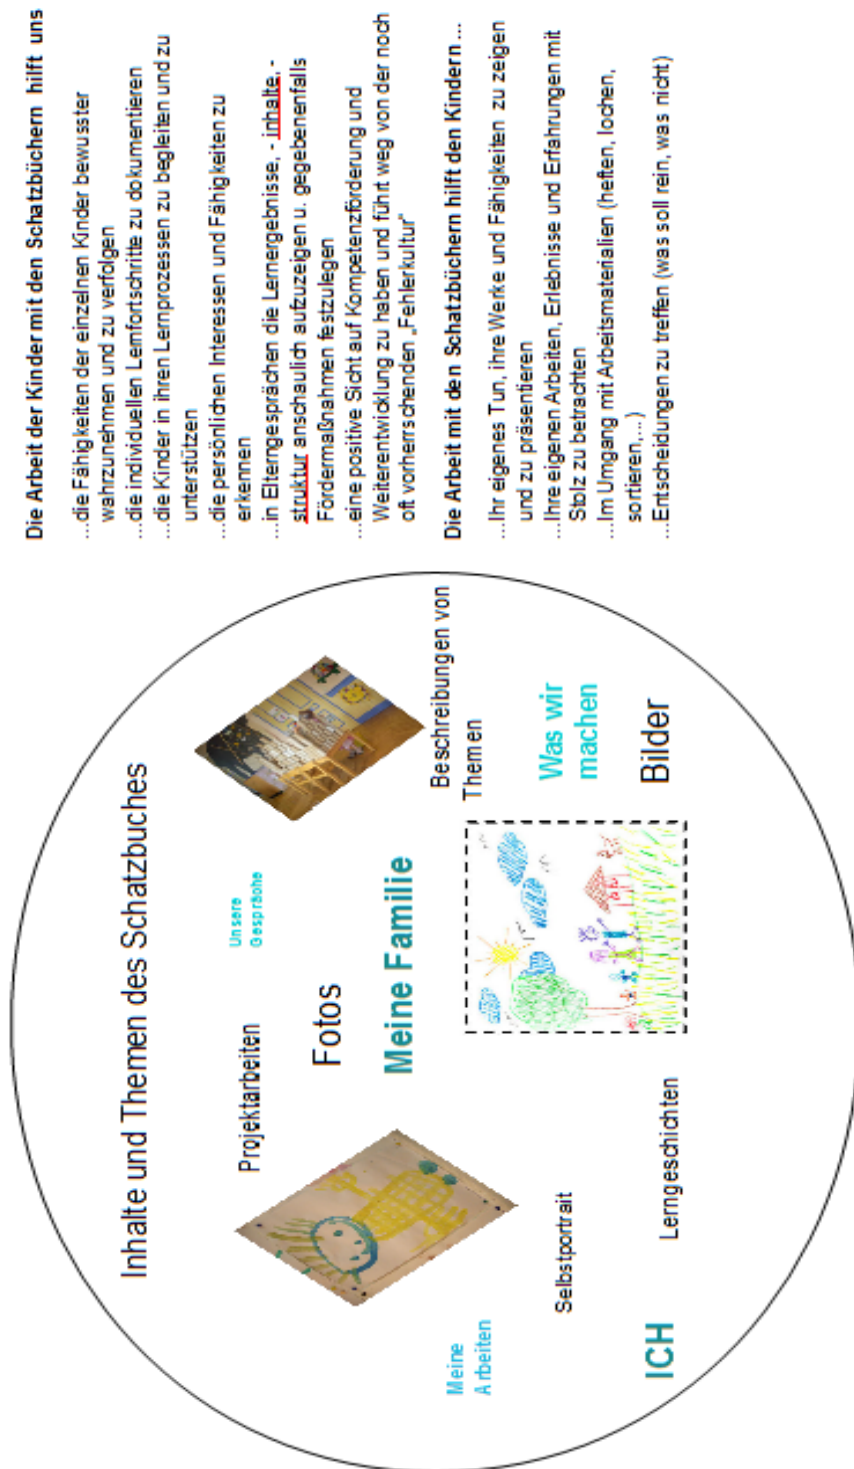 Inhalte und Themen des Schatzbuches
Projektarbeiten
Unsere
Gespräche
Fotos
Meine Familie
Beschreibungen von
Themen
Meine
Arbeiten
Was wir
machen
Selbstportrait
Bilder
ICH
Lerngeschichten
Die Arbeit der Kinder mit den Schatzbüchern hilft uns
...die Fähigkeiten der einzelnen Kinder bewusster
wahrzunehmen und zu verfolgen
...die individuellen Lernfortschritte zu dokumentieren
...die Kinder in ihren Lernprozessen zu begleiten und zu
unterstützen
...die persönlichen Interessen und Fähigkeiten zu
erkennen
...in Elterngesprächen die Lernergebnisse, - inhalte, -
struktur anschaulich aufzuzeigen u. gegebenenfalls
Fördermaßnahmen festzulegen
...eine positive Sicht auf Kompetenzförderung und
Weiterentwicklung zu haben und führt weg von der noch
oft vorherrschenden „Fehlerkultur"
Die Arbeit mit den Schatzbüchern hilft den Kindern...
...Ihr eigenes Tun, ihre Werke und Fähigkeiten zu zeigen
und zu präsentieren
...Ihre eigenen Arbeiten, Erlebnisse und Erfahrungen mit
Stolz zu betrachten
...Im Umgang mit Arbeitsmaterialien (heften, lochen,
sortieren,...)
...Entscheidungen zu treffen (was soll rein, was nicht)